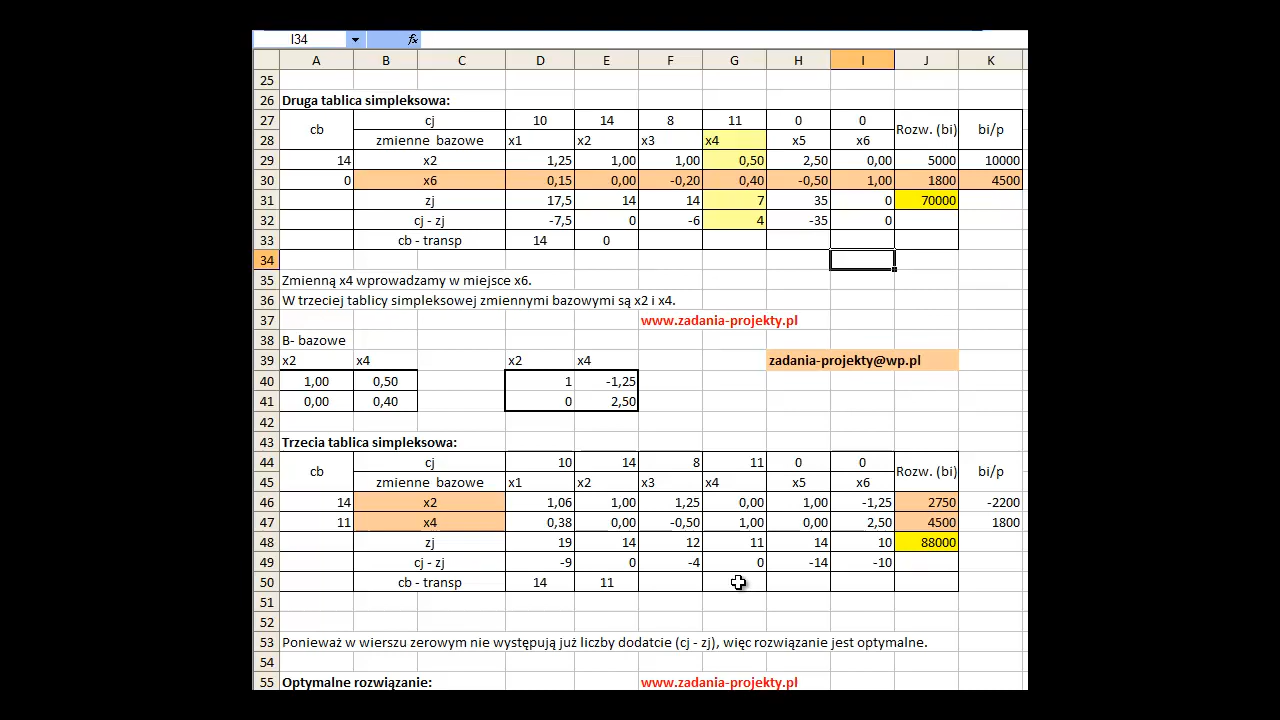 I34 fx
A B C D E F G H I J K
25
26 Druga tablica simpleksowa:
27 cb cj 10 14 8 11 0 0 Rozw. (bi) bi/p
28 zmienne bazowe x1 x2 x3 x4 x5 x6
29 14 x2 1,25 1,00 1,00 0,50 2,50 0,00 5000 10000
30 0 x6 0,15 0,00 -0,20 0,40 -0,50 1,00 1800 4500
31 zj 17,5 14 14 7 35 0 70000
32 cj - zj -7,5 0 -6 4 -35 0
33 cb - transp 14 0
34
35 Zmienną x4 wprowadzamy w miejsce x6.
36 W trzeciej tablicy simpleksowej zmiennymi bazowymi są x2 i x4.
37 www.zadania-projekty.pl
38 B- bazowe
39 x2 x4 x2 x4 zadania-projekty@wp.pl
40 1,00 0,50 1 -1,25
41 0,00 0,40 0 2,50
42
43 Trzecia tablica simpleksowa:
44 cb cj 10 14 8 11 0 0 Rozw. (bi) bi/p
45 zmienne bazowe x1 x2 x3 x4 x5 x6
46 14 x2 1,06 1,00 1,25 0,00 1,00 -1,25 2750 -2200
47 11 x4 0,38 0,00 -0,50 1,00 0,00 2,50 4500 1800
48 zj 19 14 12 11 14 10 88000
49 cj - zj -9 0 -4 0 -14 -10
50 cb - transp 14 11
51
52
53 Ponieważ w wierszu zerowym nie występują już liczby dodatcie (cj - zj), więc rozwiązanie jest optymalne.
54
55 Optymalne rozwiązanie: www.zadania-projekty.pl